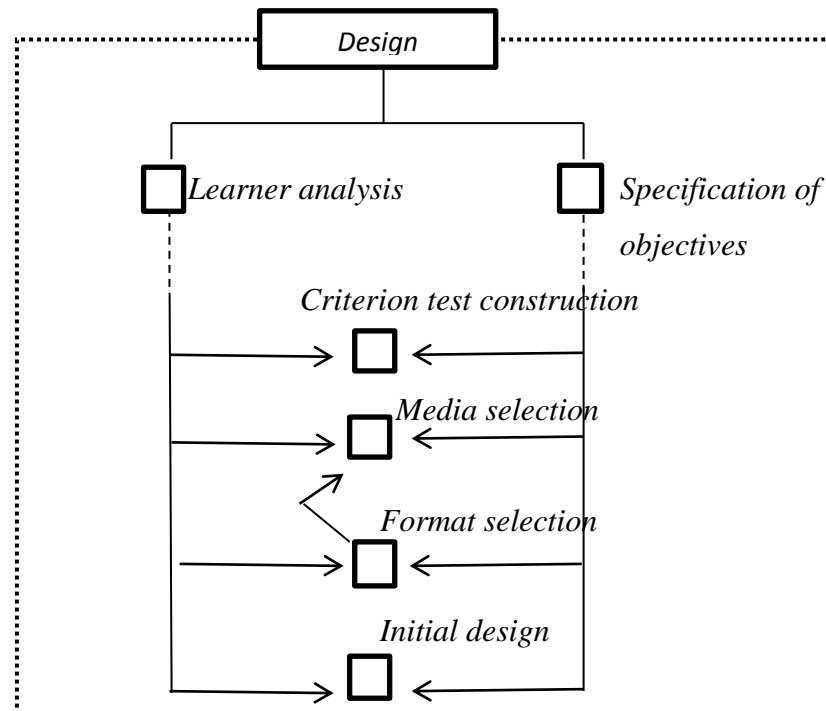 Design
Learner analysis
Specification of
objectives
Criterion test construction
Media selection
Format selection
Initial design